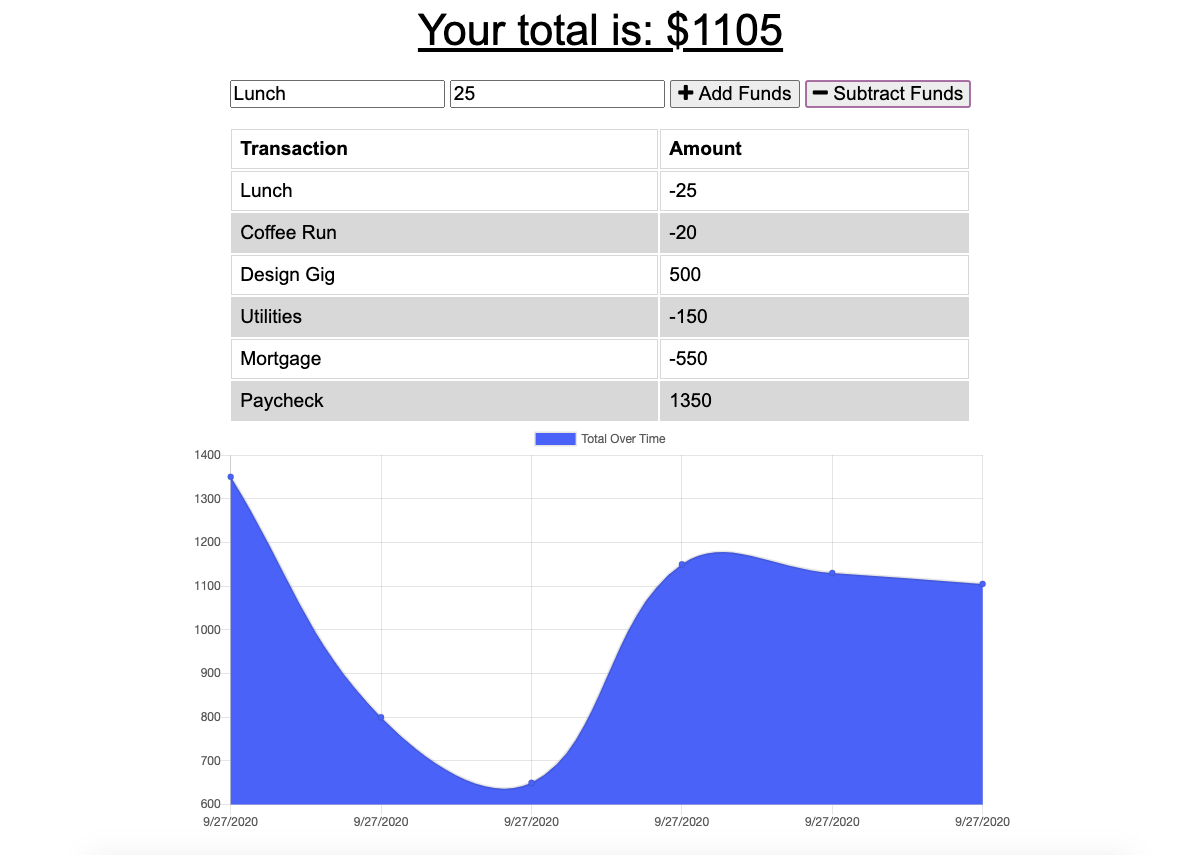 Your total is: $1105
Lunch 25 Add Funds Subtract Funds
Transaction Amount
Lunch -25
Coffee Run -20
Design Gig 500
Utilities -150
Mortgage -550
Paycheck 1350
Total Over Time
1400
1300
1200
1100
1000
900
800
700
600
9/27/2020 9/27/2020 9/27/2020 9/27/2020 9/27/2020 9/27/2020